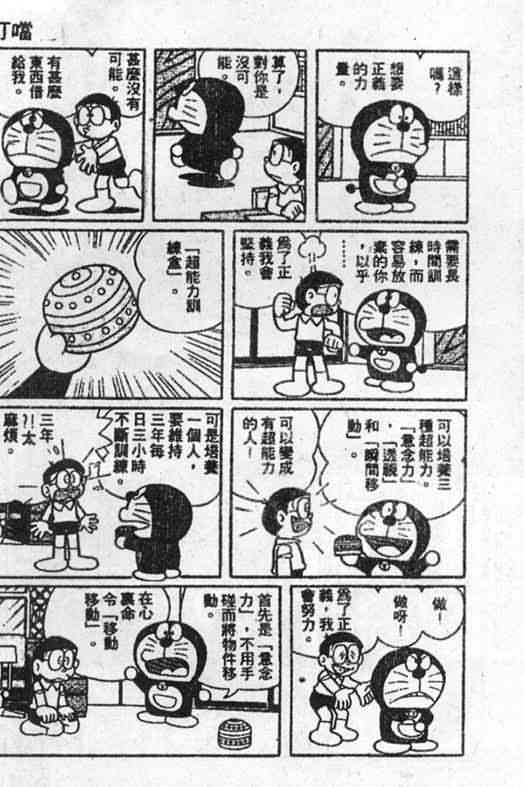 叮噹
這樣
嗎？
想要
正義
的力
量。
算了，
對你是
沒可
能。
甚麼沒有
可能。
有甚麼
東西借
給我。
需要長
時間訓
練，而
容易放
棄的你
，以乎
……
為了正
義我會
堅持。
「超能力訓
練盒」。
可以培養三
種超能力。
「意念力」
，「透視」
和「瞬間移
動」。
可以變成
有超能力
的人！
可是培養
一個人，
要維持
三年每
日三小時
不斷訓練。
三年
?!太
麻煩。
做！
做呀！
為了正
義，我
會努力。
首先是「意念
力」，不用手
碰而將物件移
動。
在心
裏命
令「移動
移動」。